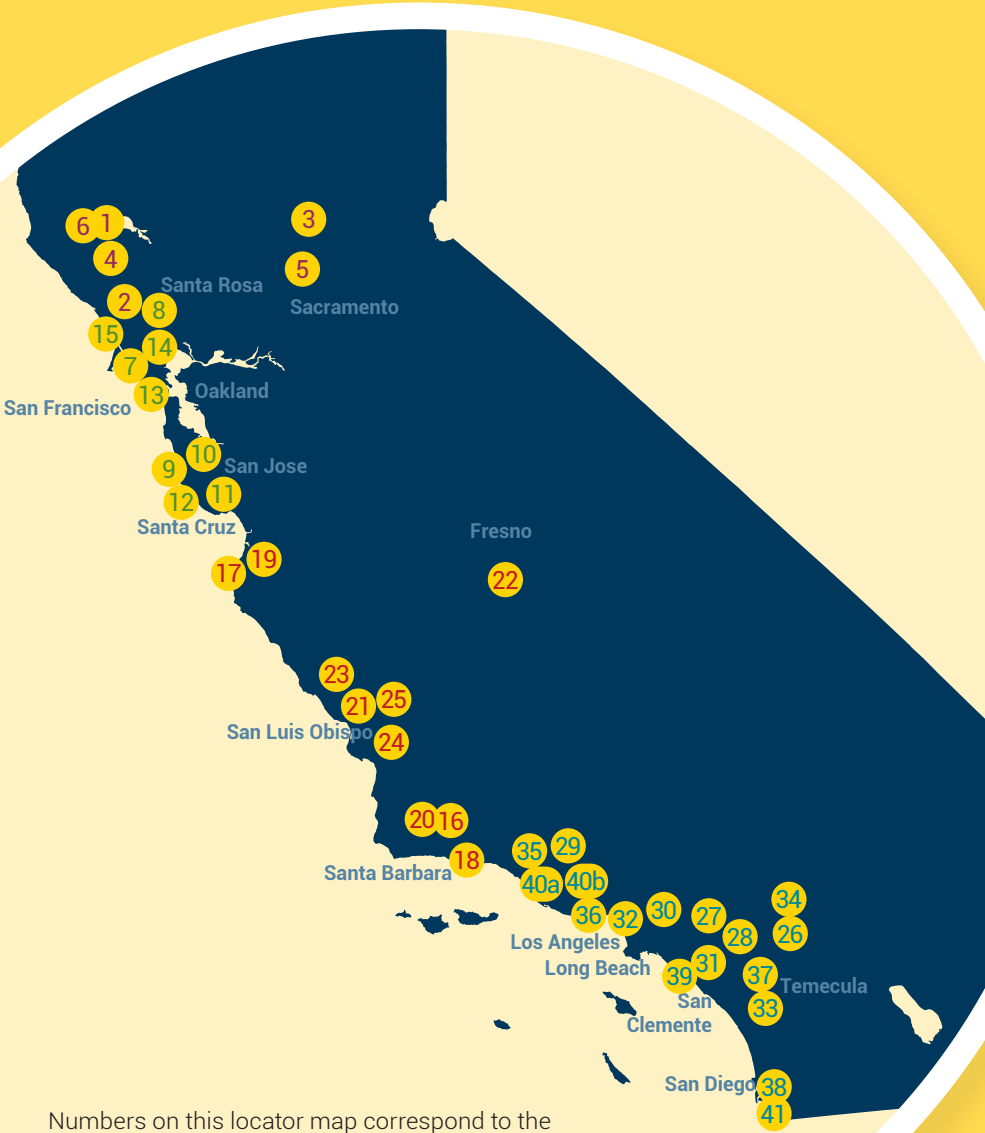 3
6 1
4
5
Santa Rosa
2 8
Sacramento
15
14
7
13
Oakland
San Francisco
10
9
San Jose
11
12
Santa Cruz
Fresno
19
17
22
23
25
21
San Luis Obispo
24
20 16
18
Santa Barbara
29
35
40a 40b
34
30
27
36 32
26
28
Los Angeles
31
Long Beach
37
39
Temecula
San
Clemente
33
San Diego
38
41
Numbers on this locator map correspond to the